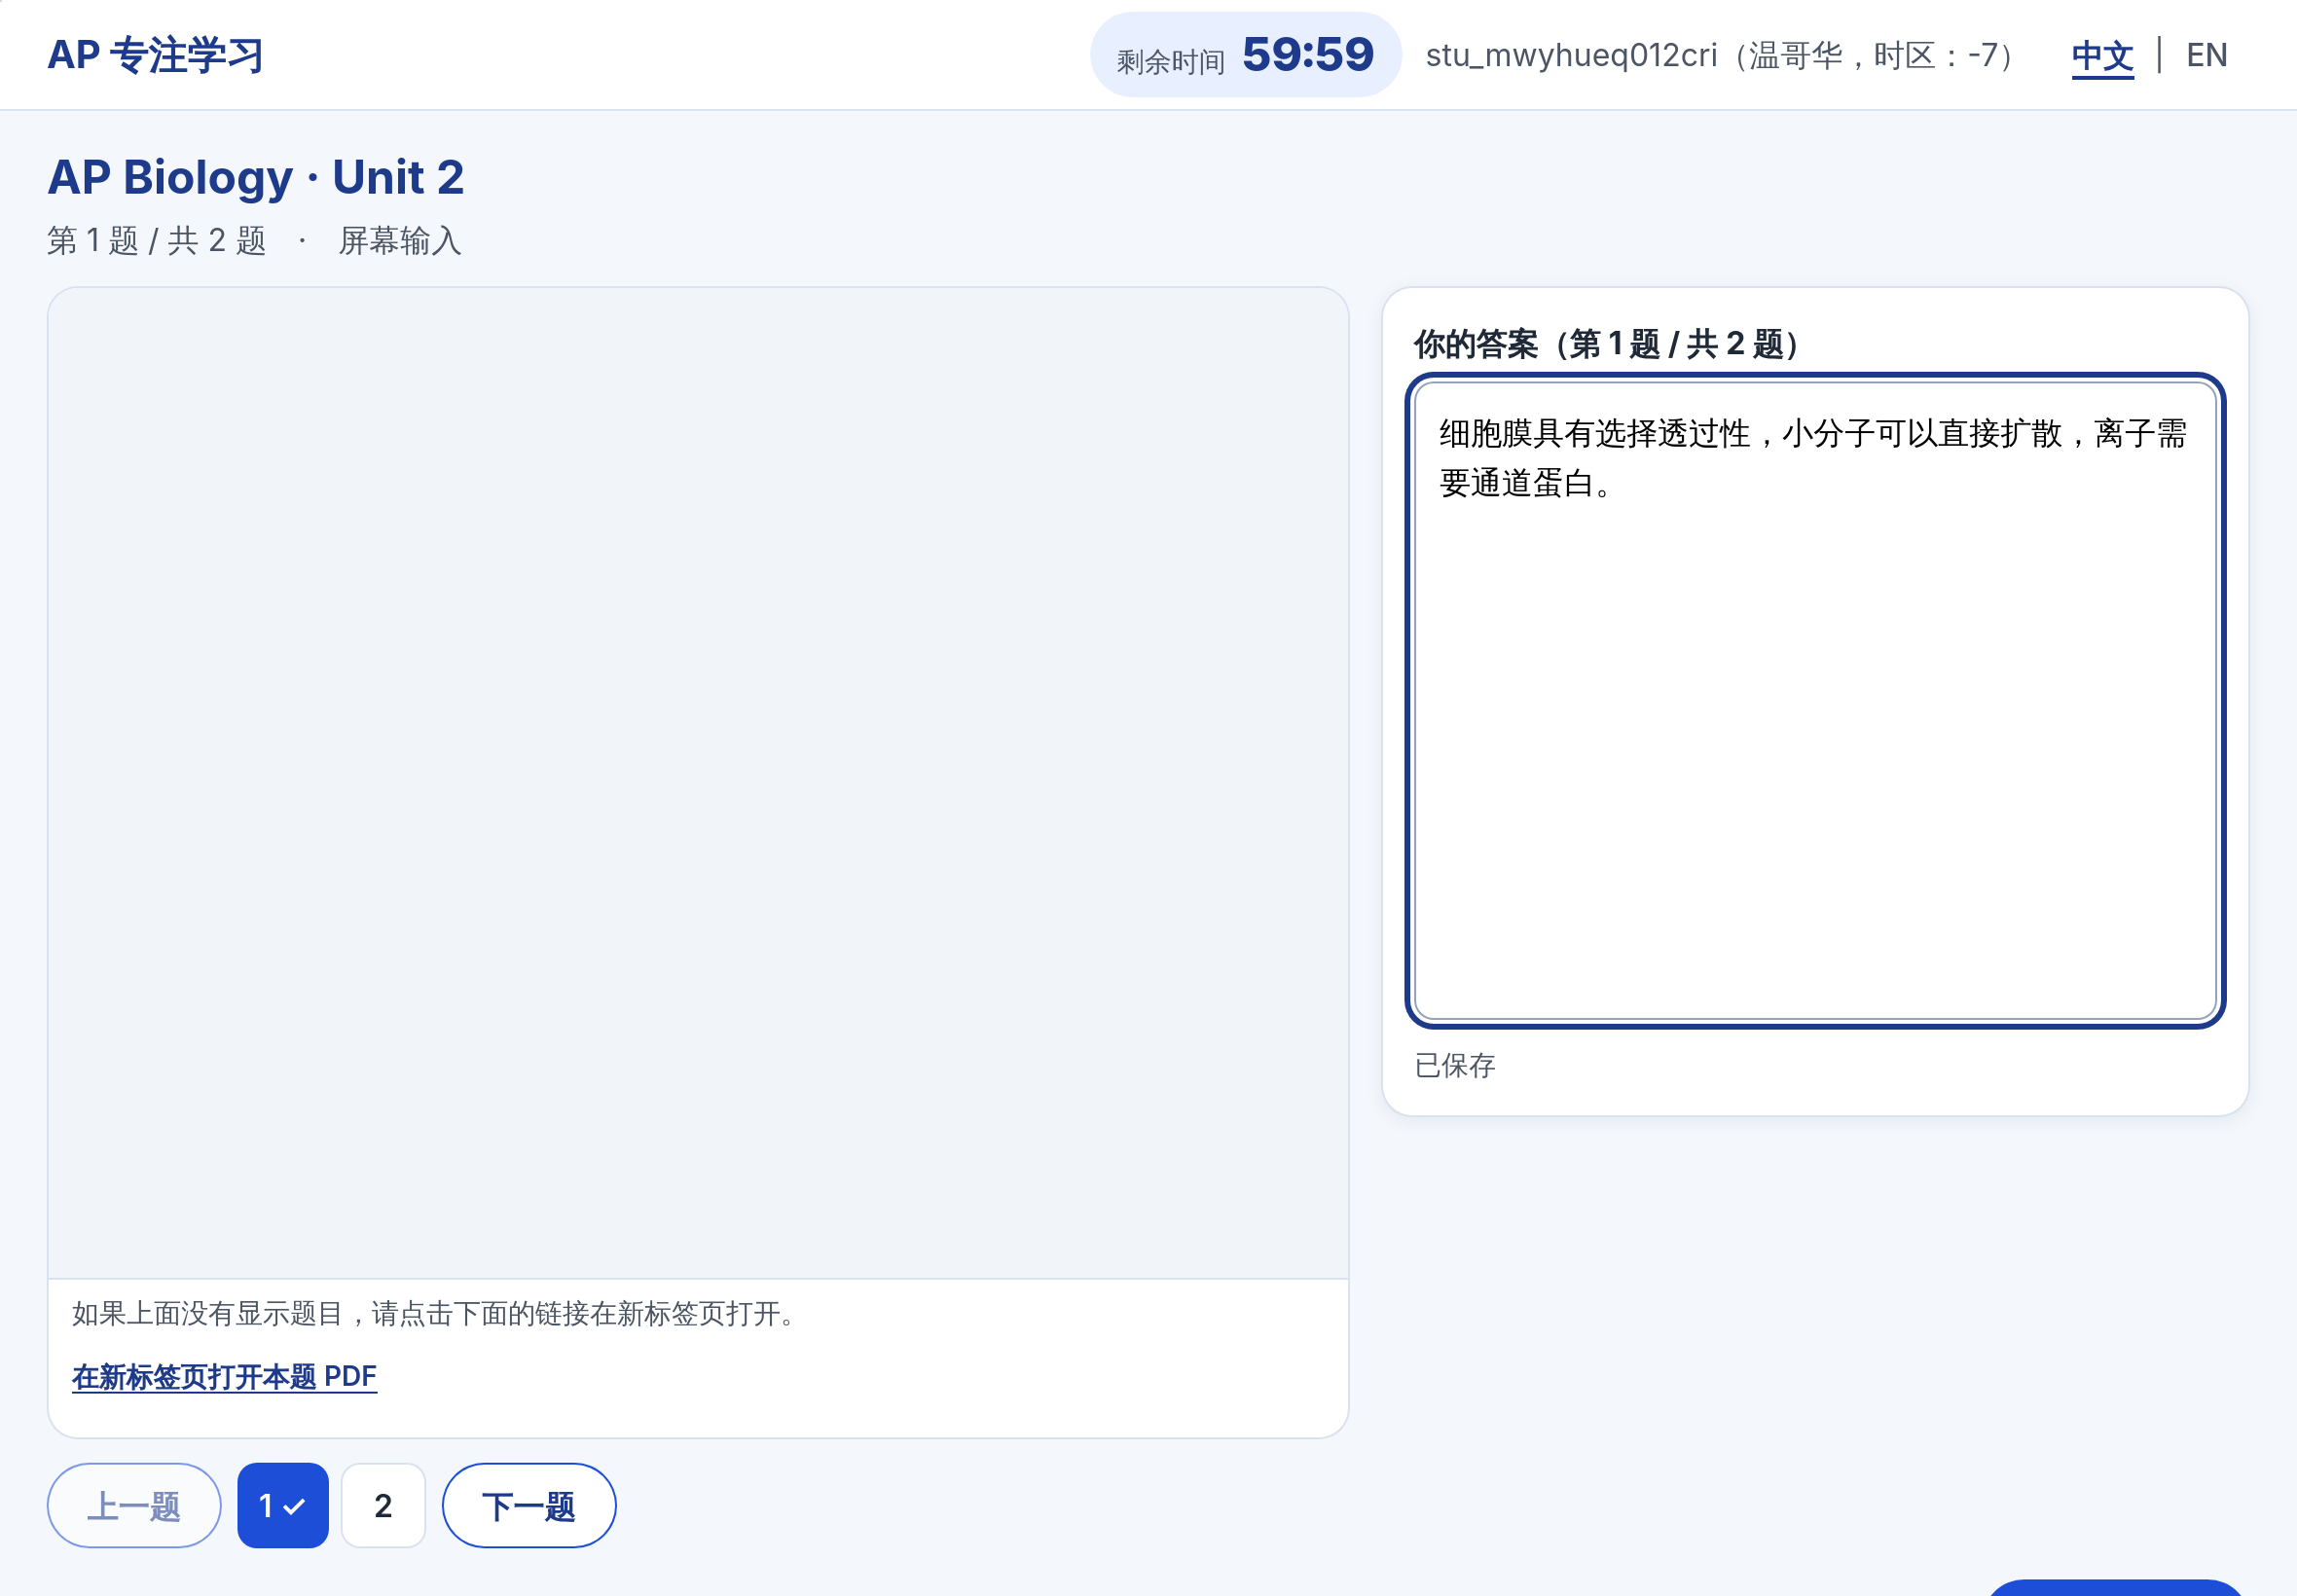 AP 专注学习
剩余时间 59:59
stu_mwyhueq012cri（温哥华，时区：-7）
中文 | EN
AP Biology · Unit 2
第 1 题 / 共 2 题 · 屏幕输入
你的答案（第 1 题 / 共 2 题）
细胞膜具有选择透过性，小分子可以直接扩散，离子需
要通道蛋白。
已保存
如果上面没有显示题目，请点击下面的链接在新标签页打开。
在新标签页打开本题 PDF
上一题
1 ✓
2
下一题